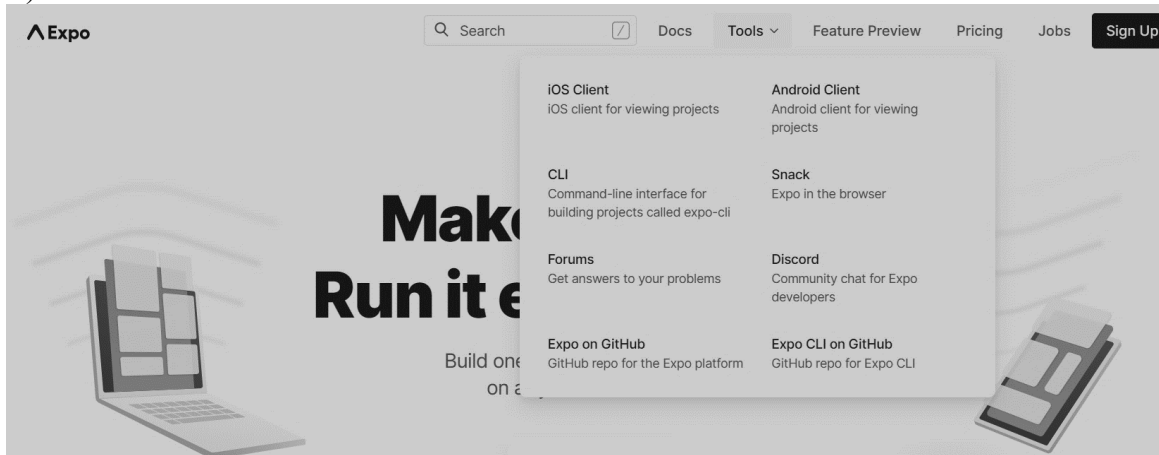 Expo
Search
/
Docs
Tools
Feature Preview
Pricing
Jobs
Sign Up
iOS Client
iOS client for viewing projects
Android Client
Android client for viewing
projects
CLI
Command-line interface for
building projects called expo-cli
Snack
Expo in the browser
Forums
Get answers to your problems
Discord
Community chat for Expo
developers
Expo on GitHub
GitHub repo for the Expo platform
Expo CLI on GitHub
GitHub repo for Expo CLI
Mak
Run it e
Build one
on a